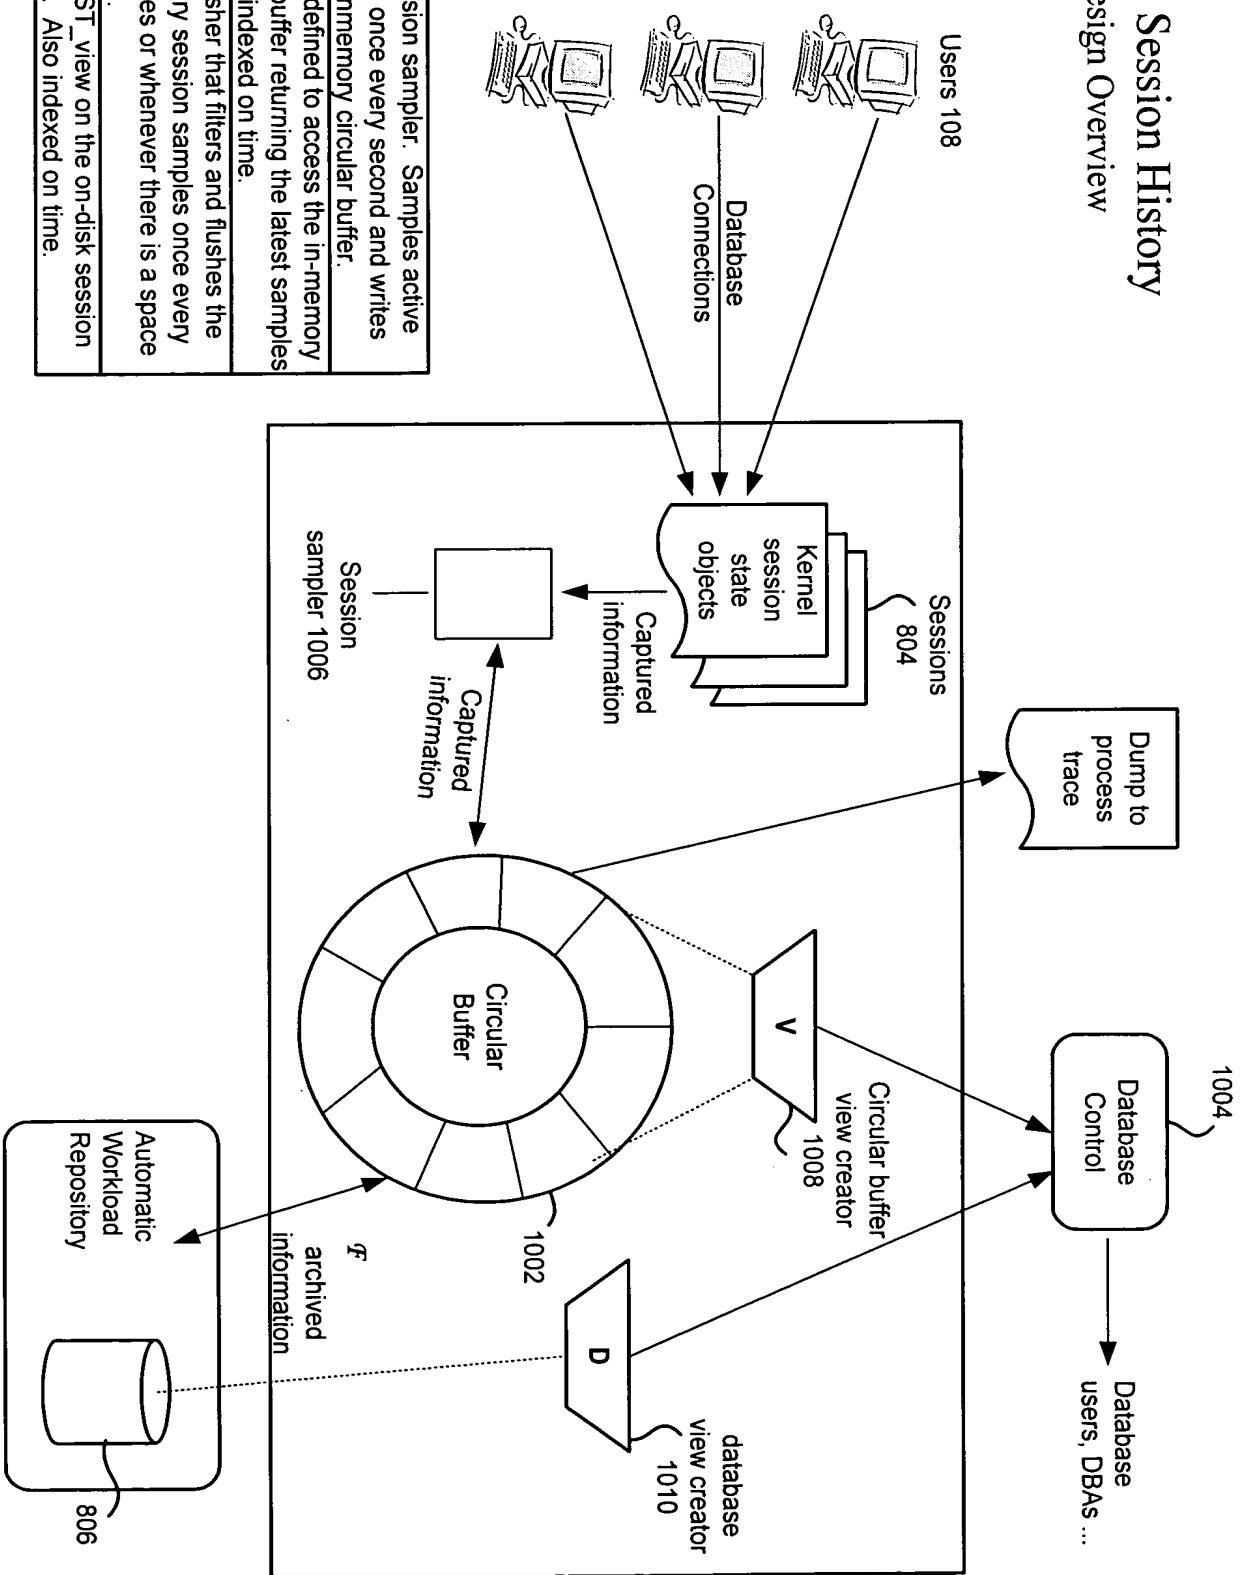 Session History
esign Overview
Users 108
Database
Connections
Sessions
804
Kernel
session
state
objects
Captured
information
Session
sampler 1006
Captured
information
Dump to
process
trace
Circular
Buffer
1002
V
Circular buffer
view creator
1008
1004
Database
Control
Database
users, DBAs ...
D
database
view creator
1010
F
archived
information
Automatic
Workload
Repository
806
sion sampler. Samples active
once every second and writes
nmemory circular buffer.
defined to access the in-memory
uffer returning the latest samples
indexed on time.
sher that filters and flushes the
ry session samples once every
es or whenever there is a space
ST_view on the on-disk session
. Also indexed on time.